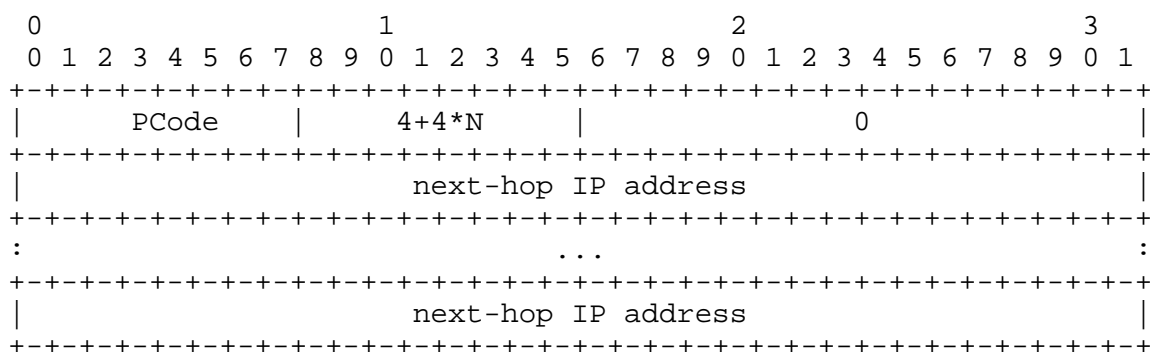 0                   1                   2                   3
 0 1 2 3 4 5 6 7 8 9 0 1 2 3 4 5 6 7 8 9 0 1 2 3 4 5 6 7 8 9 0 1
+-+-+-+-+-+-+-+-+-+-+-+-+-+-+-+-+-+-+-+-+-+-+-+-+-+-+-+-+-+-+-+-+
|      PCode    |     4+4*N     |               0               |
+-+-+-+-+-+-+-+-+-+-+-+-+-+-+-+-+-+-+-+-+-+-+-+-+-+-+-+-+-+-+-+-+
|                      next-hop IP address                      |
+-+-+-+-+-+-+-+-+-+-+-+-+-+-+-+-+-+-+-+-+-+-+-+-+-+-+-+-+-+-+-+-+
:                              ...                              :
+-+-+-+-+-+-+-+-+-+-+-+-+-+-+-+-+-+-+-+-+-+-+-+-+-+-+-+-+-+-+-+-+
|                      next-hop IP address                      |
+-+-+-+-+-+-+-+-+-+-+-+-+-+-+-+-+-+-+-+-+-+-+-+-+-+-+-+-+-+-+-+-+